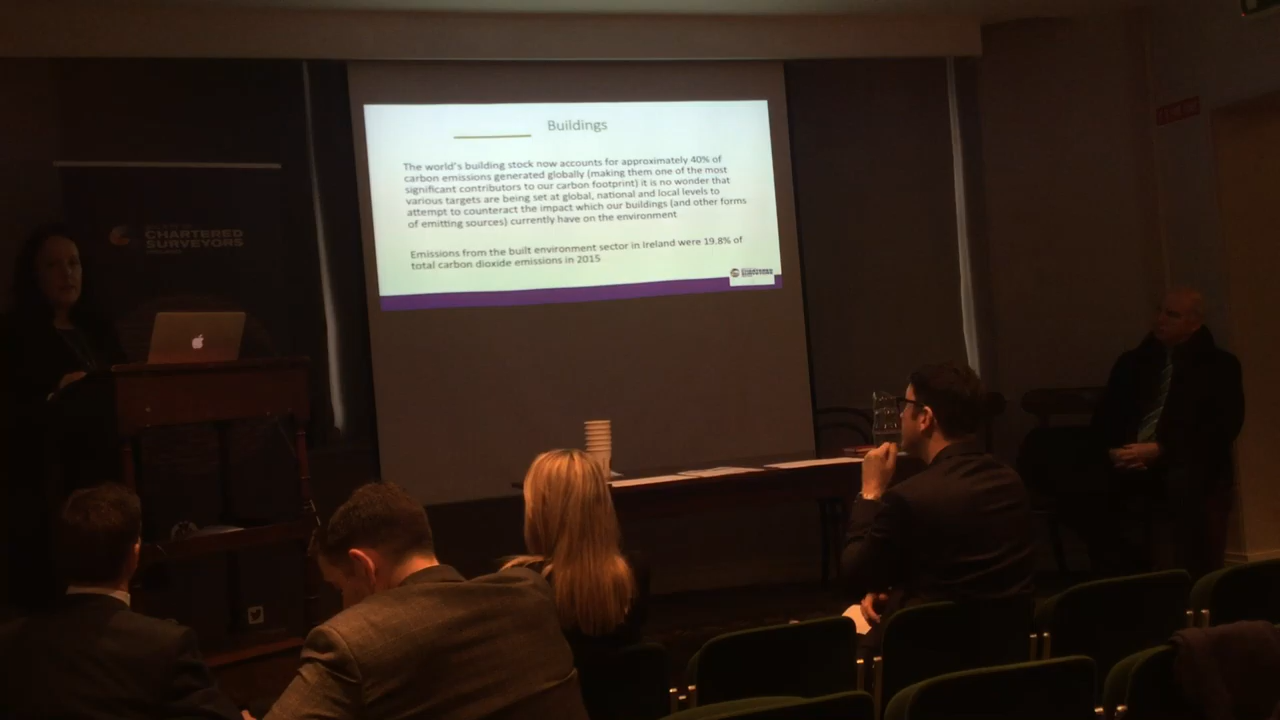 Buildings
The world's building stock now accounts for approximately 40% of
carbon emissions generated globally (making them one of the most
significant contributors to our carbon footprint) it is no wonder that
various targets are being set at global, national and local levels to
attempt to counteract the impact which our buildings (and other forms
of emitting sources) currently have on the environment
Emissions from the built environment sector in Ireland were 19.8% of
total carbon dioxide emissions in 2015
CHARTERED
SURVEYORS
CHARTERED
SURVEYORS